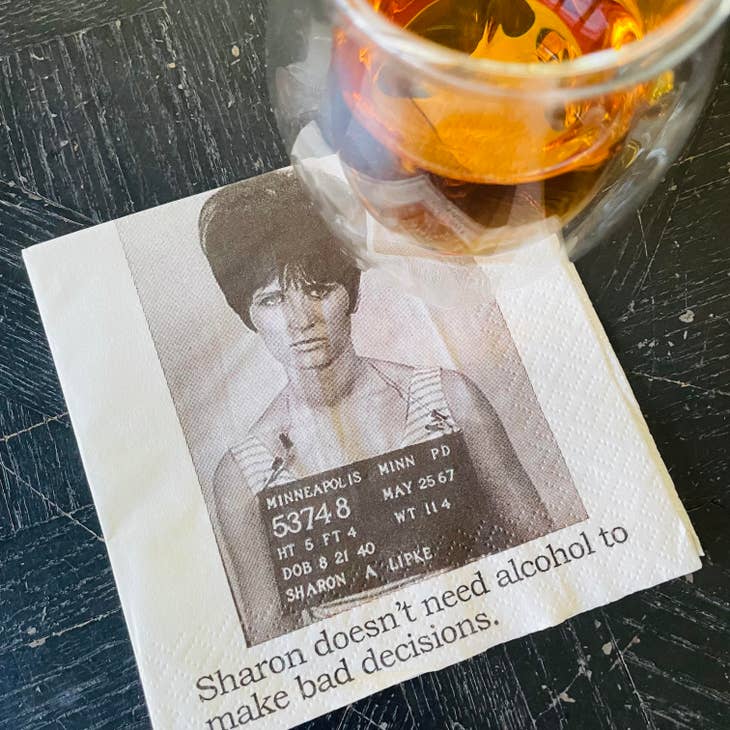 MINNEAPOLIS MINN PD
53748 MAY 25 67
HT 5 FT 4 WT 114
DOB 8 21 40
SHARON A LIPKE
Sharon doesn't need alcohol to
make bad decisions.